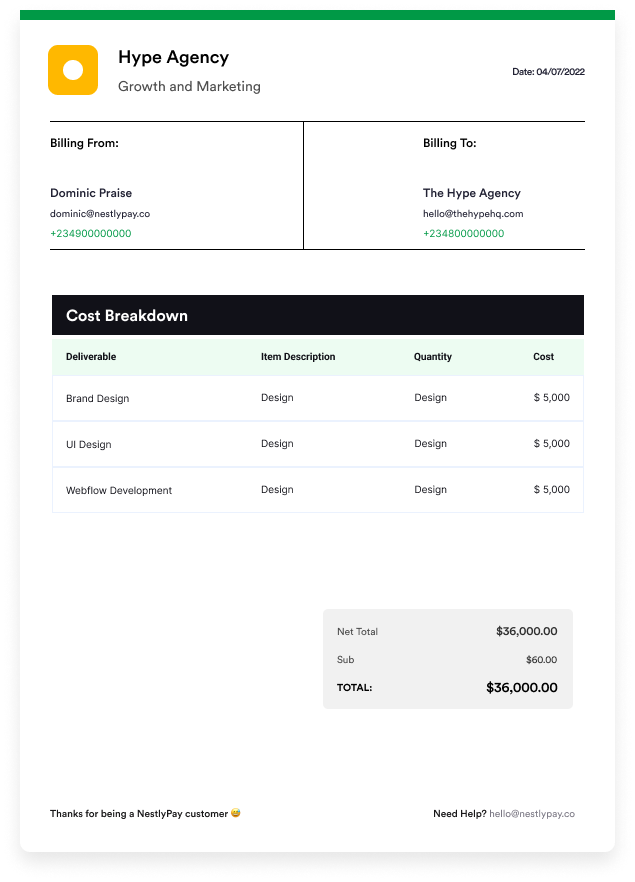 Hype Agency
Growth and Marketing
Date: 04/07/2022
Billing From:
Billing To:
Dominic Praise
The Hype Agency
dominic@nestlypay.co
hello@thehypehq.com
+234900000000
+234800000000
Cost Breakdown
Deliverable Item Description Quantity Cost
Brand Design Design Design $ 5,000
UI Design Design Design $ 5,000
Webflow Development Design Design $ 5,000
Net Total $36,000.00
Sub $60.00
TOTAL: $36,000.00
Thanks for being a NestlyPay customer 😅
Need Help? hello@nestlypay.co